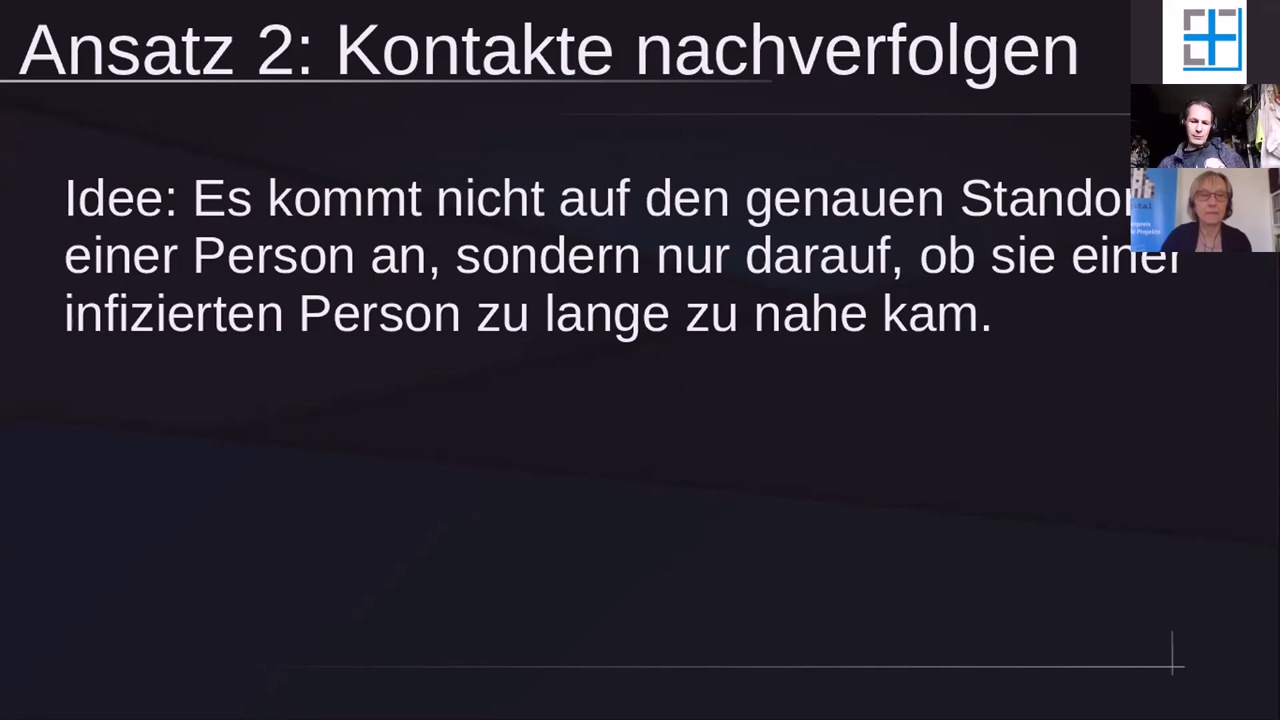 Ansatz 2: Kontakte nachverfolgen
Idee: Es kommt nicht auf den genauen
einer Person an, sondern nur darauf, ob sie einer
infizierten Person zu lange zu nahe kam.
Projekte